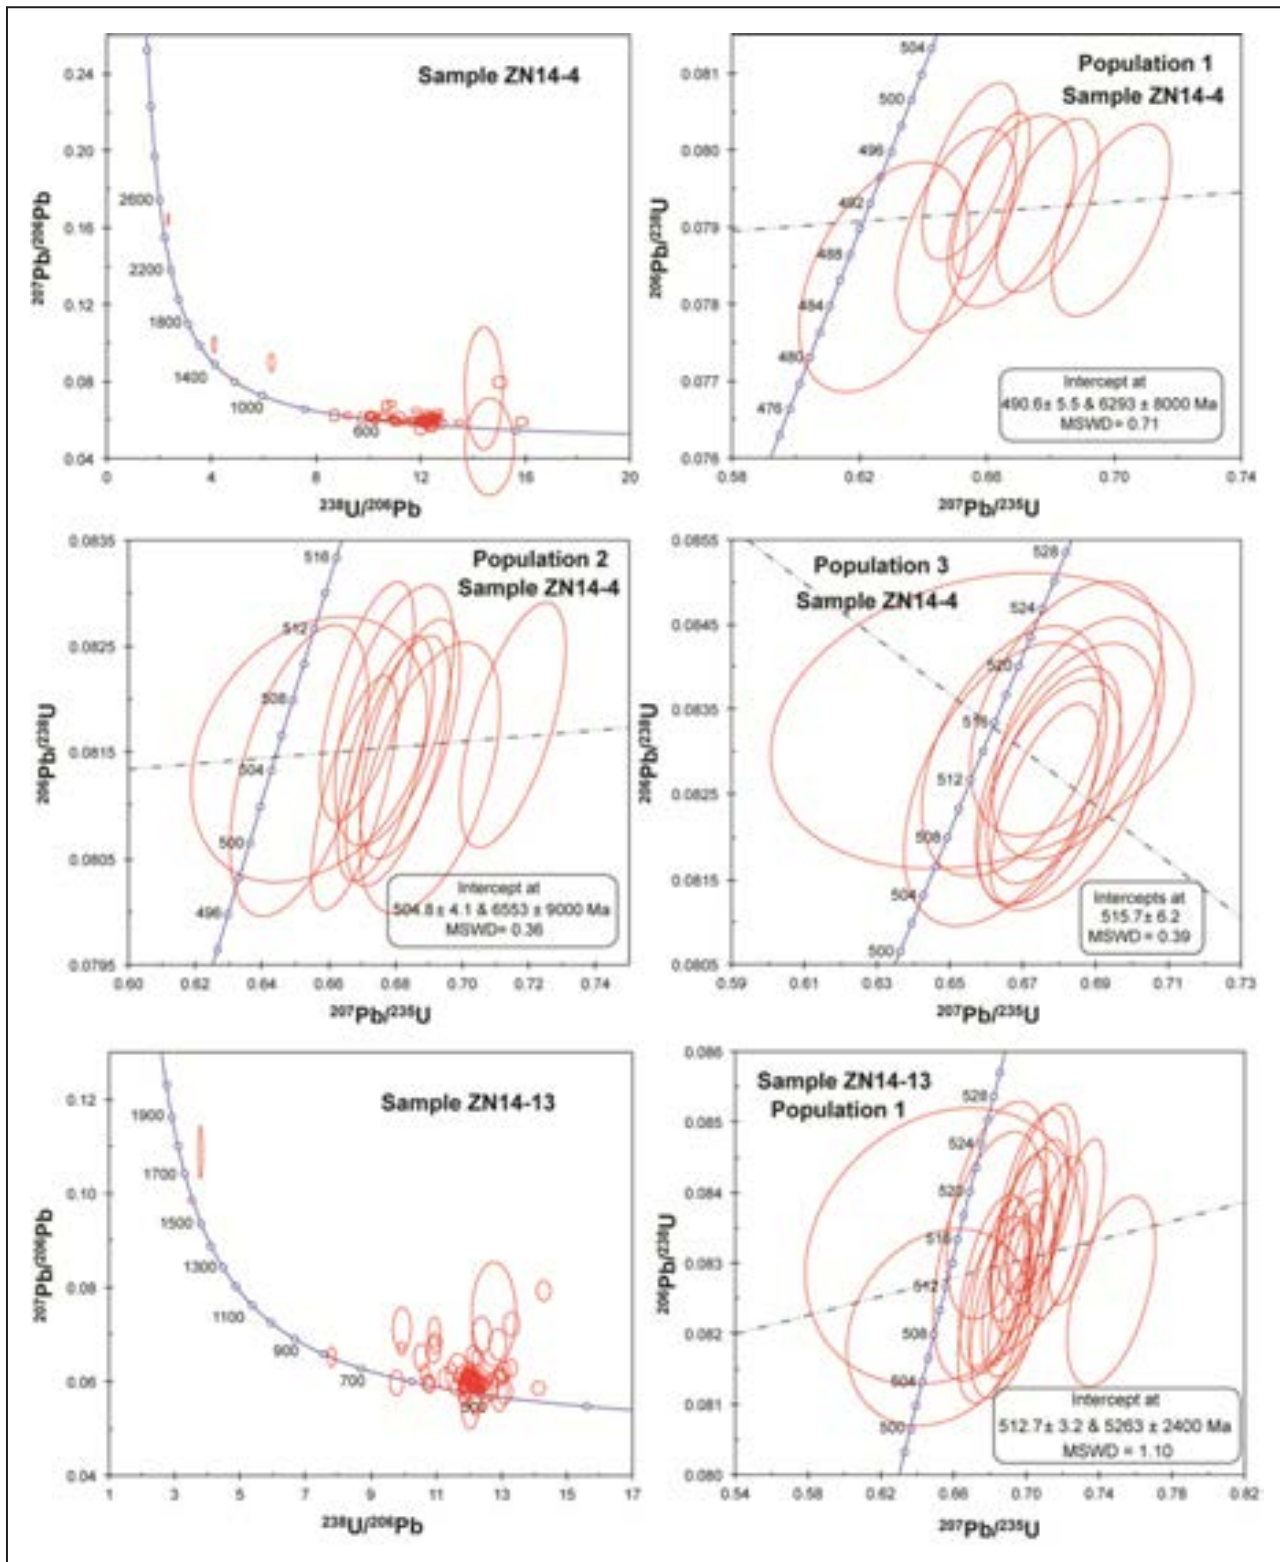 Sample ZN14-4
0.24
0.20
0.16
0.12
0.08
0.04
2600
2200
1800
1400
1000
600
0 4 8 12 16 20
207Pb/206Pb
238U/206Pb
Population 1
Sample ZN14-4
0.081
0.080
0.079
0.078
0.077
0.076
504
500
496
492
488
484
480
476
0.58 0.62 0.66 0.70 0.74
206Pb/238U
207Pb/235U
Intercept at
490.6± 5.5 & 6293 ± 8000 Ma
MSWD = 0.71
Population 2
Sample ZN14-4
0.0835
0.0825
0.0815
0.0805
0.0795
516
512
508
504
500
496
0.60 0.62 0.64 0.66 0.68 0.70 0.72 0.74
206Pb/238U
207Pb/235U
Intercept at
504.8± 4.1 & 6553 ± 9000 Ma
MSWD= 0.36
Population 3
Sample ZN14-4
0.0855
0.0845
0.0835
0.0825
0.0815
0.0805
528
524
520
516
512
508
504
500
0.59 0.61 0.63 0.65 0.67 0.69 0.71 0.73
206Pb/238U
207Pb/235U
Intercepts at
515.7± 6.2
MSWD = 0.39
Sample ZN14-13
0.12
0.10
0.08
0.06
0.04
1900
1700
1500
1300
1100
900
700
500
1 3 5 7 9 11 13 15 17
207Pb/206Pb
238U/206Pb
Sample ZN14-13
Population 1
0.086
0.085
0.084
0.083
0.082
0.081
0.080
528
524
520
516
512
508
504
500
0.54 0.58 0.62 0.66 0.70 0.74 0.78 0.82
206Pb/238U
207Pb/235U
Intercept at
512.7± 3.2 & 5263 ± 2400 Ma
MSWD = 1.10